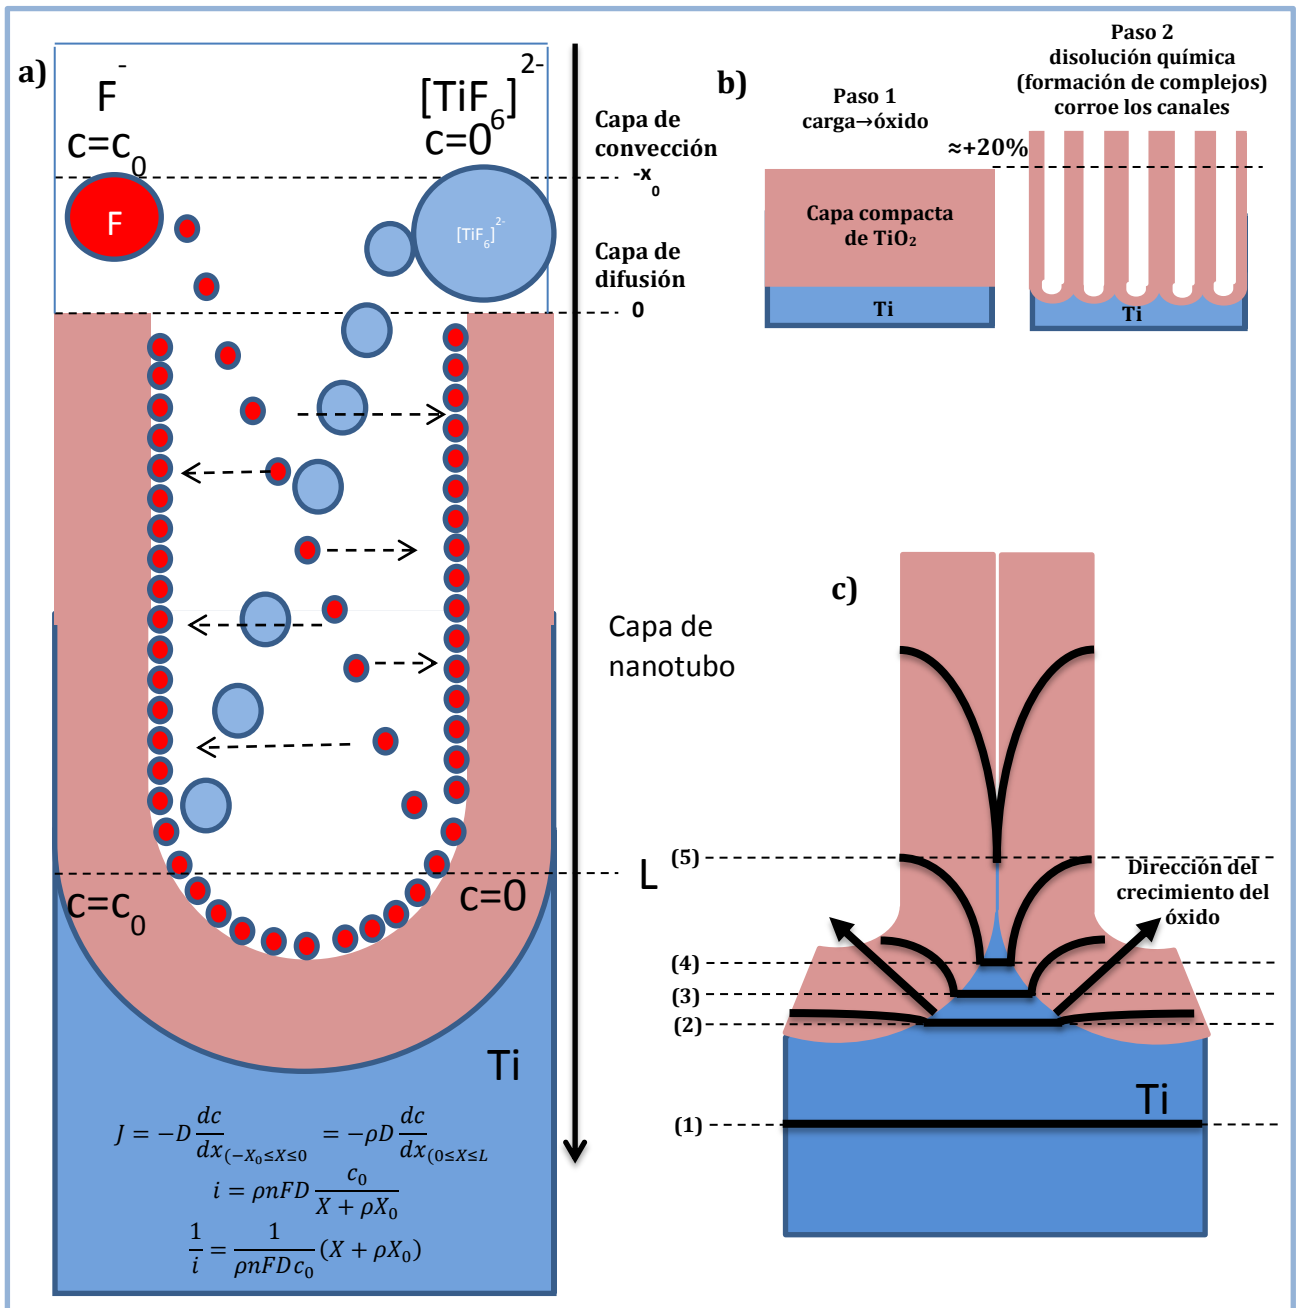 a)
F⁻
c=c₀
[TiF₆]²⁻
c=0
Capa de
convección
-x₀
F
[TiF₆]²⁻
Capa de
difusión
0
Capa de
nanotubo
L
c=c₀
c=0
Ti
J = −D dc/dx₍₋X₀≤X≤0 = −ρD dc/dx₍0≤X≤L
i = ρnFD c₀/(X + ρX₀)
1/i = 1/(ρnFDc₀) (X + ρX₀)
b)
Paso 1
carga→óxido
Paso 2
disolución química
(formación de complejos)
corroe los canales
≈+20%
Capa compacta
de TiO₂
Ti
Ti
c)
(5)
Dirección del
crecimiento del
óxido
(4)
(3)
(2)
Ti
(1)